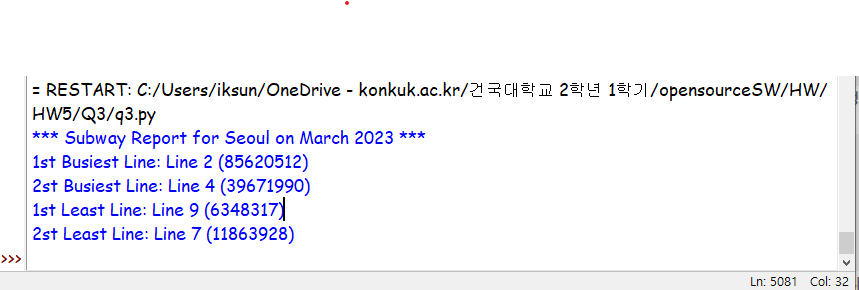 = RESTART: C:/Users/iksun/OneDrive - konkuk.ac.kr/건국대학교 2학년 1학기/opensourceSW/HW/
HW5/Q3/q3.py
*** Subway Report for Seoul on March 2023 ***
1st Busiest Line: Line 2 (85620512)
2st Busiest Line: Line 4 (39671990)
1st Least Line: Line 9 (6348317)
2st Least Line: Line 7 (11863928)
>>>
Ln: 5081 Col: 32